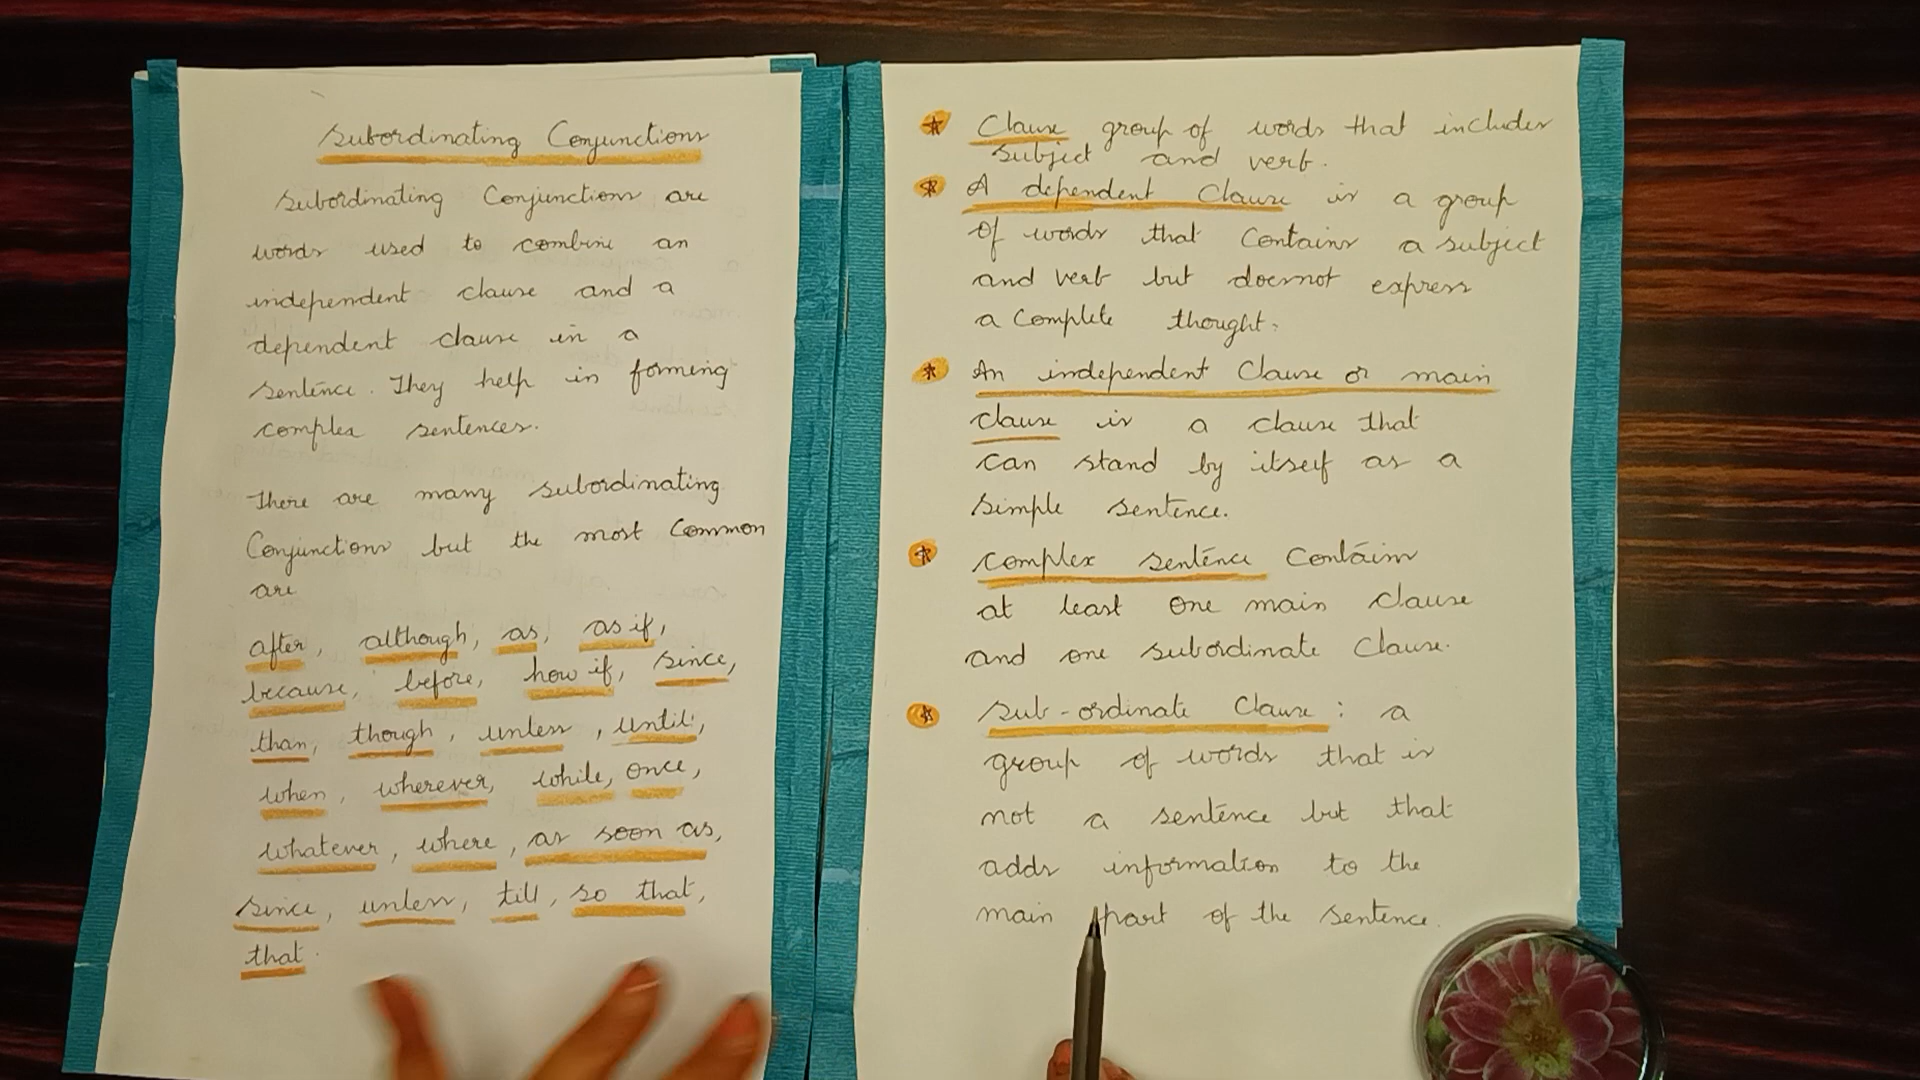 Subordinating Conjunctions
Subordinating Conjunctions are
words used to combine an
independent clause and a
dependent clause in a
sentence. They help in forming
complex sentences.
There are many subordinating
Conjunctions but the most Common
are
after, although, as, as if,
because, before, how if, since,
than, though, unless, until,
when, wherever, while, once,
whatever, where, as soon as,
since, unless, till, so that,
that.
Clause group of words that includes
subject and verb.
A dependent Clause is a group
of words that Contains a subject
and verb but doesnot express
a Complete thought.
An independent Clause or main
clause is a clause that
can stand by itself as a
simple sentence.
Complex sentence Contains
at least one main clause
and one subordinate clause.
Sub-ordinate Clause: a
group of words that is
not a sentence but that
adds information to the
main part of the sentence.